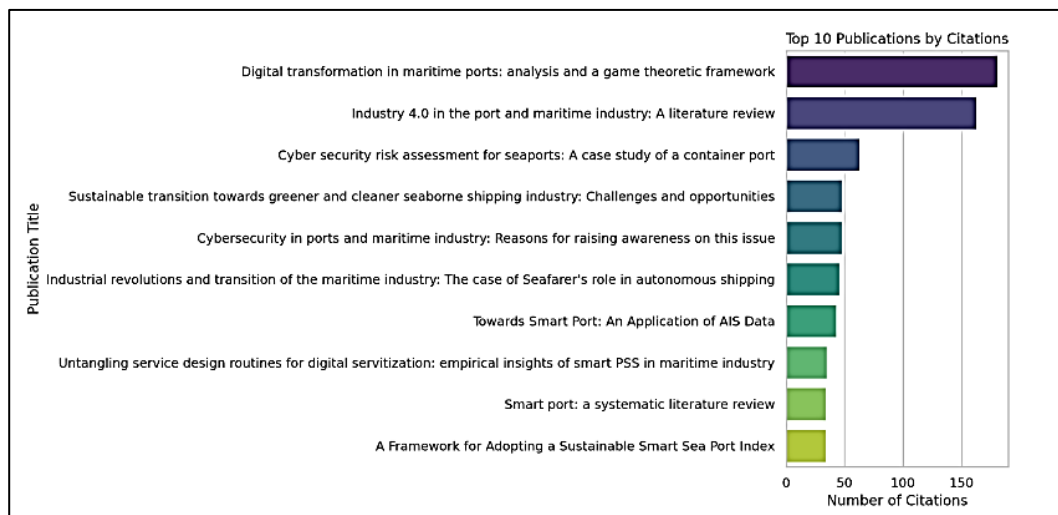 Top 10 Publications by Citations
Publication Title
Digital transformation in maritime ports: analysis and a game theoretic framework
Industry 4.0 in the port and maritime industry: A literature review
Cyber security risk assessment for seaports: A case study of a container port
Sustainable transition towards greener and cleaner seaborne shipping industry: Challenges and opportunities
Cybersecurity in ports and maritime industry: Reasons for raising awareness on this issue
Industrial revolutions and transition of the maritime industry: The case of Seafarer's role in autonomous shipping
Towards Smart Port: An Application of AIS Data
Untangling service design routines for digital servitization: empirical insights of smart PSS in maritime industry
Smart port: a systematic literature review
A Framework for Adopting a Sustainable Smart Sea Port Index
0 50 100 150
Number of Citations